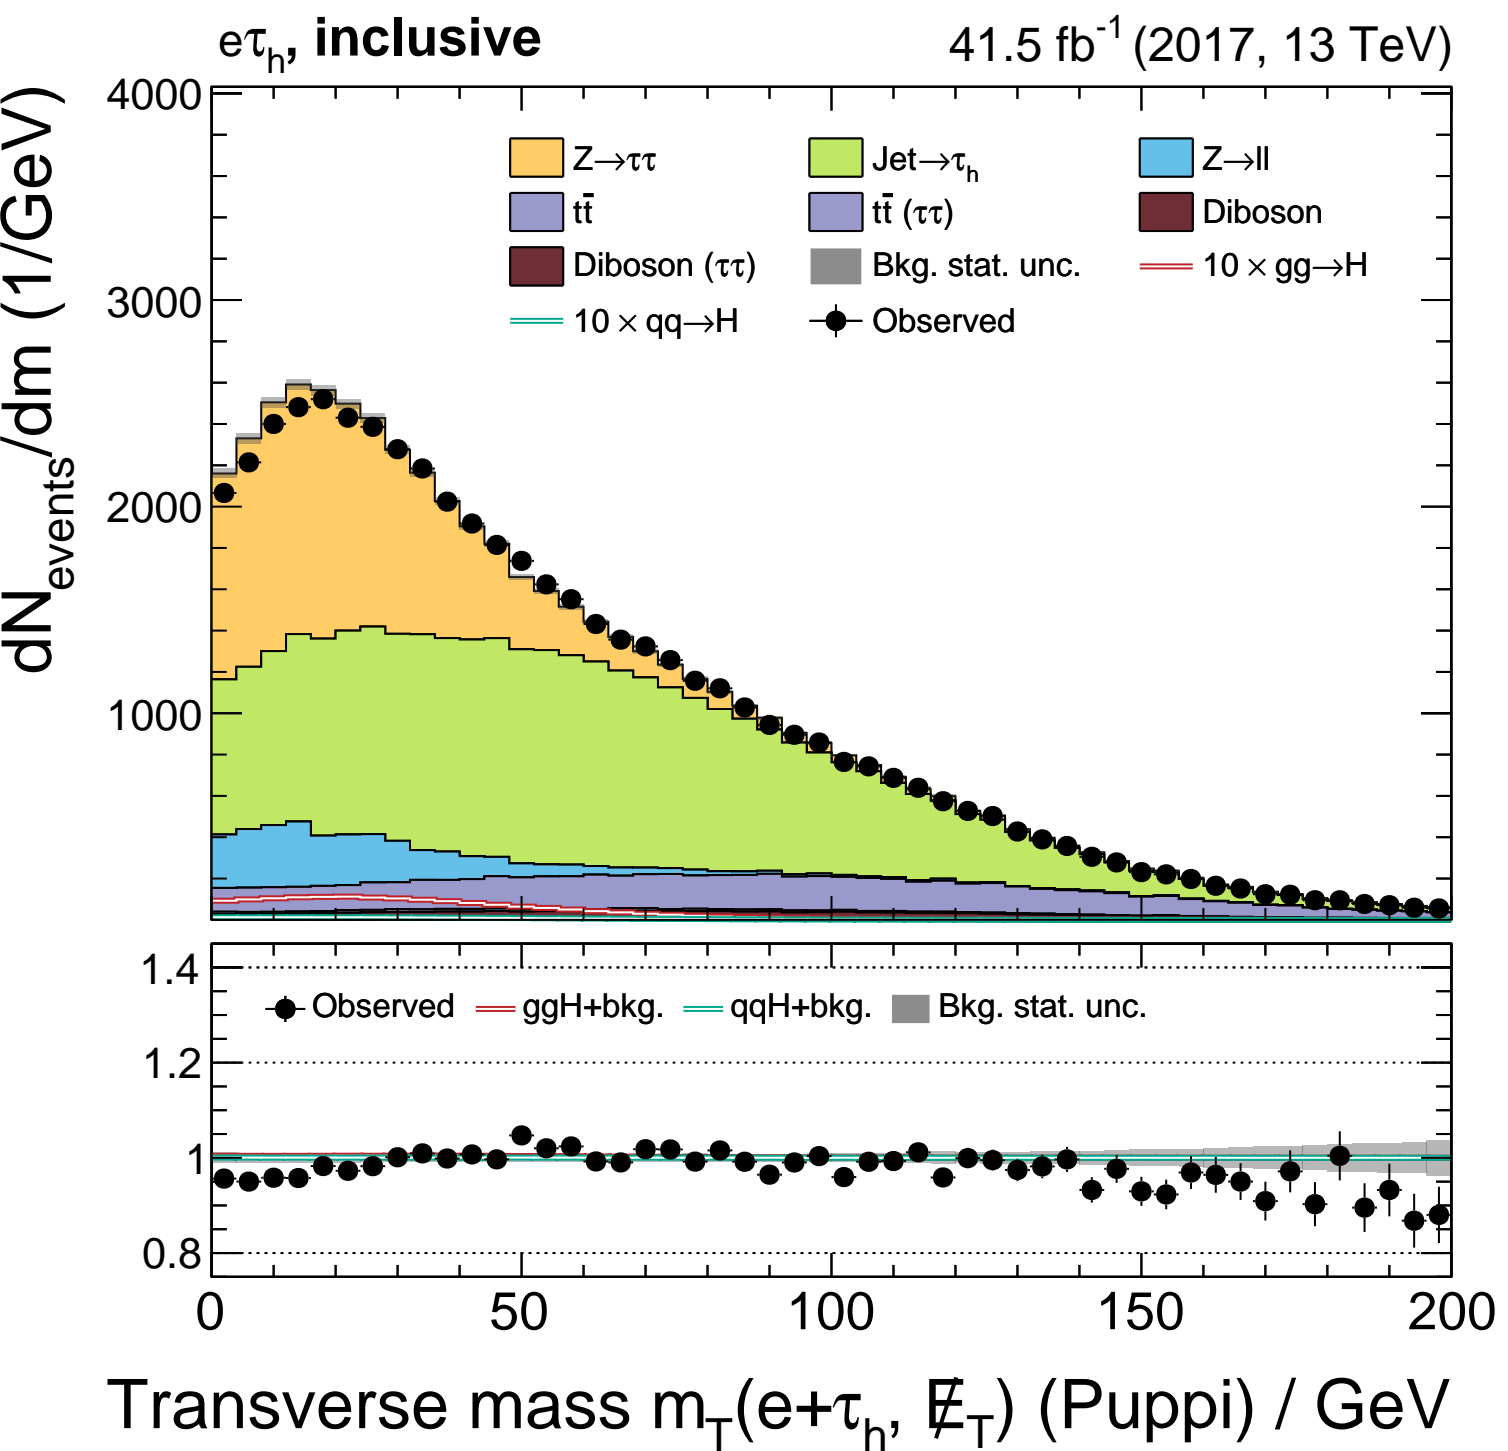 eτh, inclusive
41.5 fb-1 (2017, 13 TeV)
dNevents/dm (1/GeV)
4000
3000
2000
1000
Z→ττ
Jet→τh
Z→ll
tt̄
tt̄ (ττ)
Diboson
Diboson (ττ)
Bkg. stat. unc.
10 × gg→H
10 × qq→H
Observed
1.4
1.2
1
0.8
Observed
ggH+bkg.
qqH+bkg.
Bkg. stat. unc.
0
50
100
150
200
Transverse mass mT(e+τh, E̸T) (Puppi) / GeV